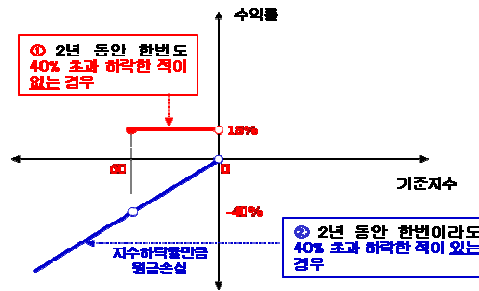 수익률
① 2년 동안 한번도
40% 초과 하락한 적이
없는 경우
15%
0
기준지수
-40%
② 2년 동안 한번이라도
40% 초과 하락한 적이 있는
경우
지수하락률만금
원금손실